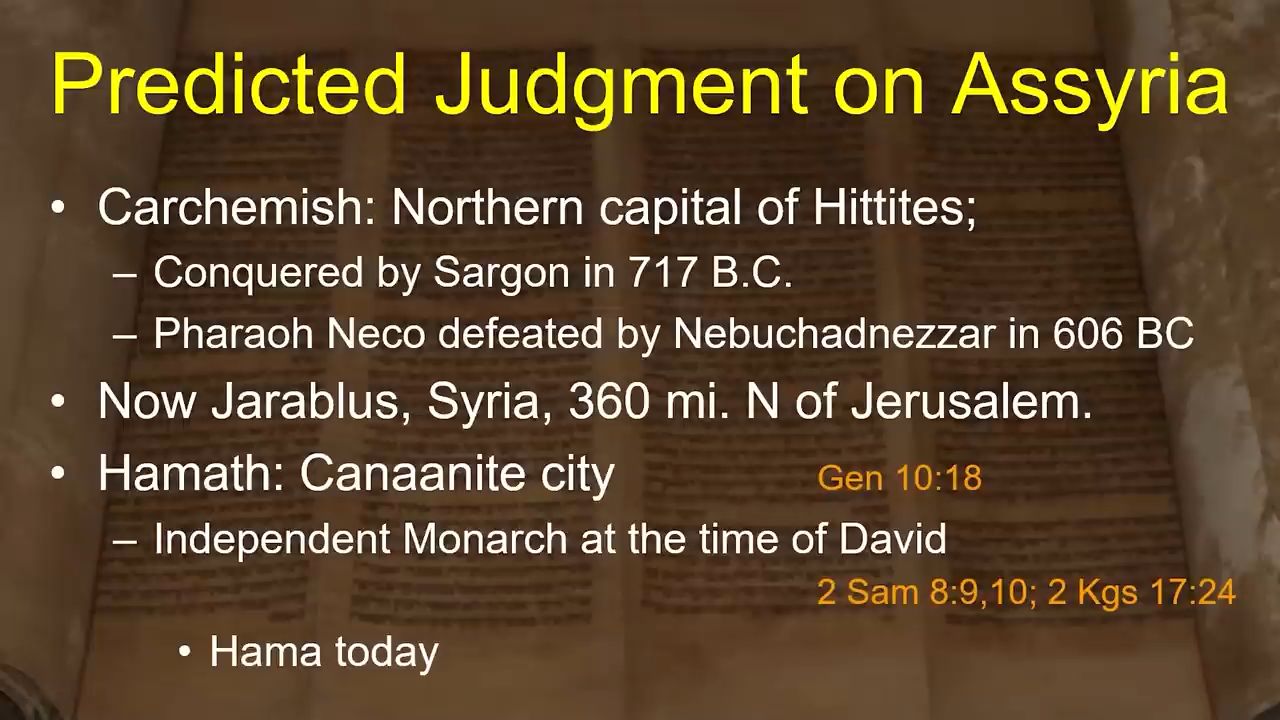 Predicted Judgment on Assyria
• Carchemish: Northern capital of Hittites;
– Conquered by Sargon in 717 B.C.
– Pharaoh Neco defeated by Nebuchadnezzar in 606 BC
• Now Jarablus, Syria, 360 mi. N of Jerusalem.
• Hamath: Canaanite city Gen 10:18
– Independent Monarch at the time of David
2 Sam 8:9,10; 2 Kgs 17:24
• Hama today